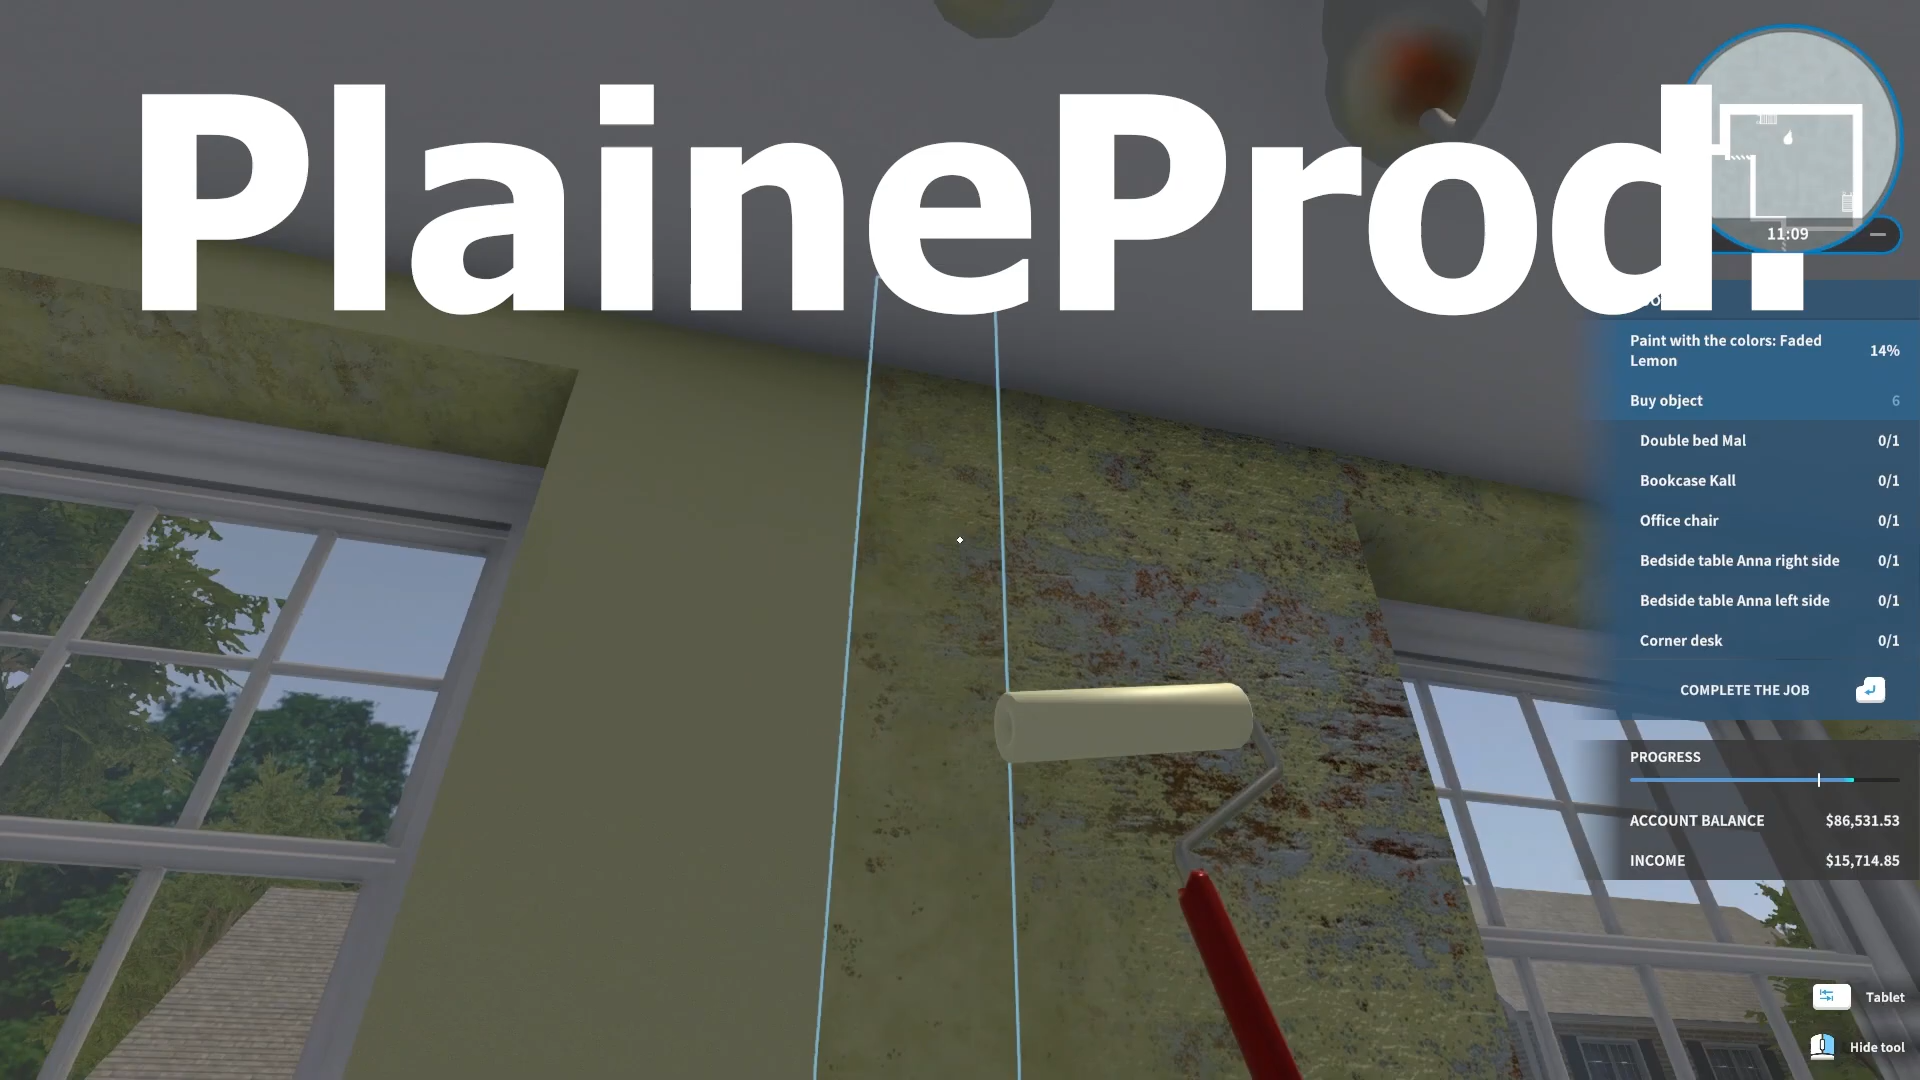 PlaineProd.
11:09
Paint with the colors: Faded
Lemon
14%
Buy object
6
Double bed Mal
0/1
Bookcase Kall
0/1
Office chair
0/1
Bedside table Anna right side
0/1
Bedside table Anna left side
0/1
Corner desk
0/1
COMPLETE THE JOB
PROGRESS
ACCOUNT BALANCE
$86,531.53
INCOME
$15,714.85
Tablet
Hide tool